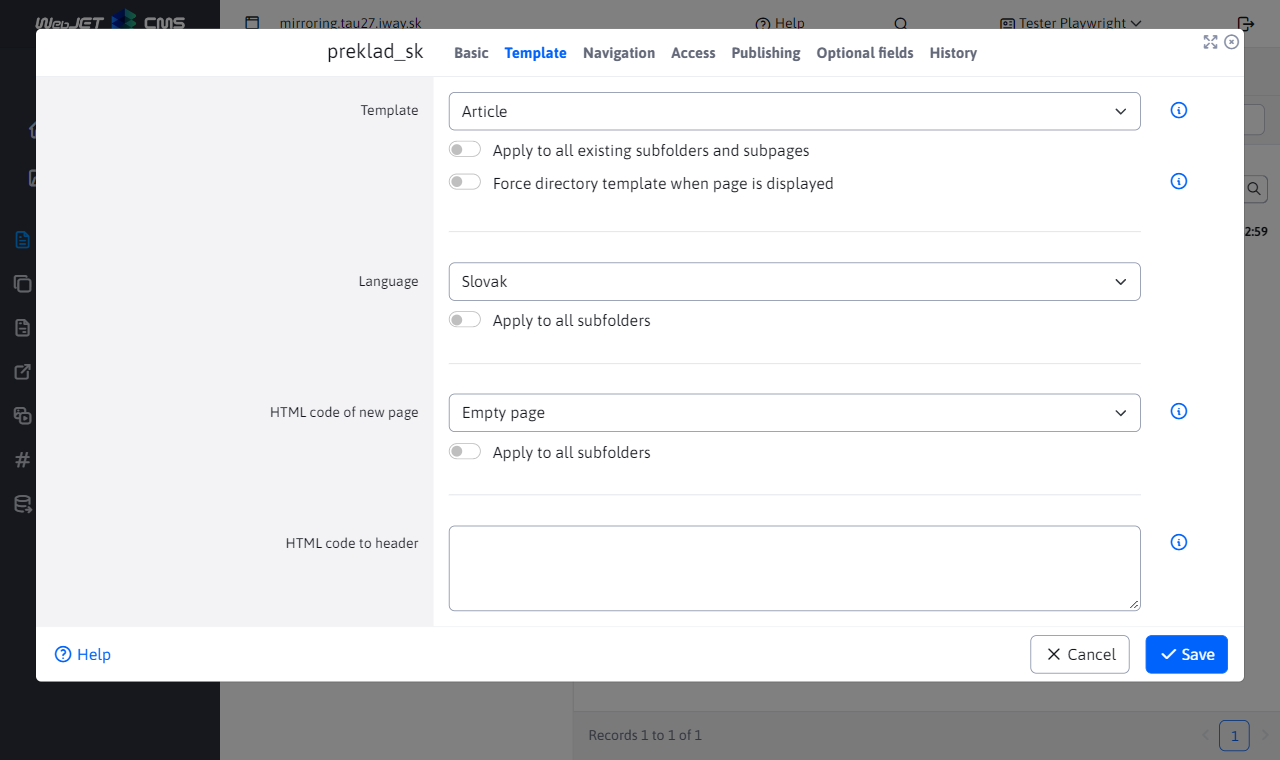 WebJET CMS
mirroring.tau27.iway.sk
Help
Tester Playwright
preklad_sk
Basic
Template
Navigation
Access
Publishing
Optional fields
History
Template
Article
Apply to all existing subfolders and subpages
Force directory template when page is displayed
2:59
Language
Slovak
Apply to all subfolders
HTML code of new page
Empty page
Apply to all subfolders
HTML code to header
Help
Cancel
Save
Records 1 to 1 of 1
1